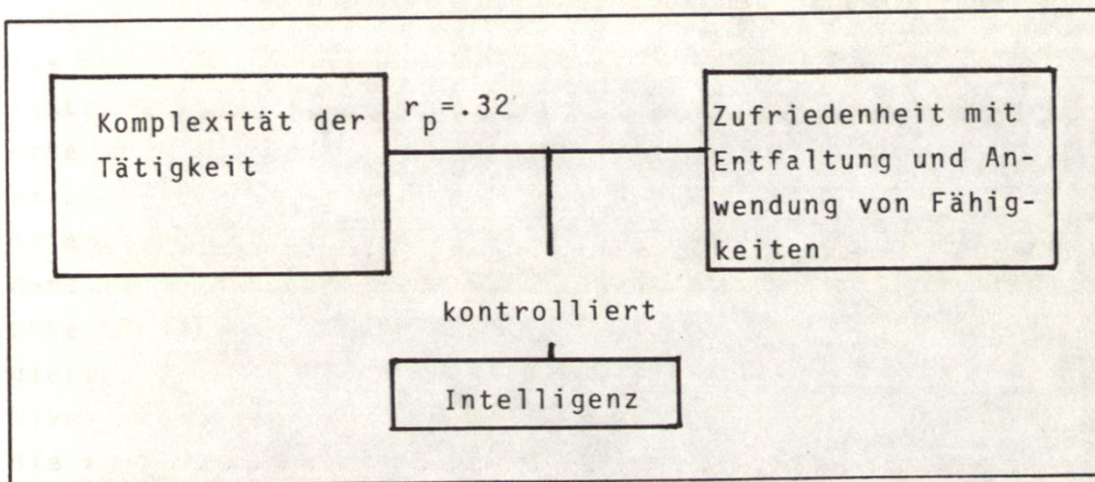 Komplexität der
Tätigkeit
r_p =.32
Zufriedenheit mit
Entfaltung und An-
wendung von Fähig-
keiten
kontrolliert
Intelligenz